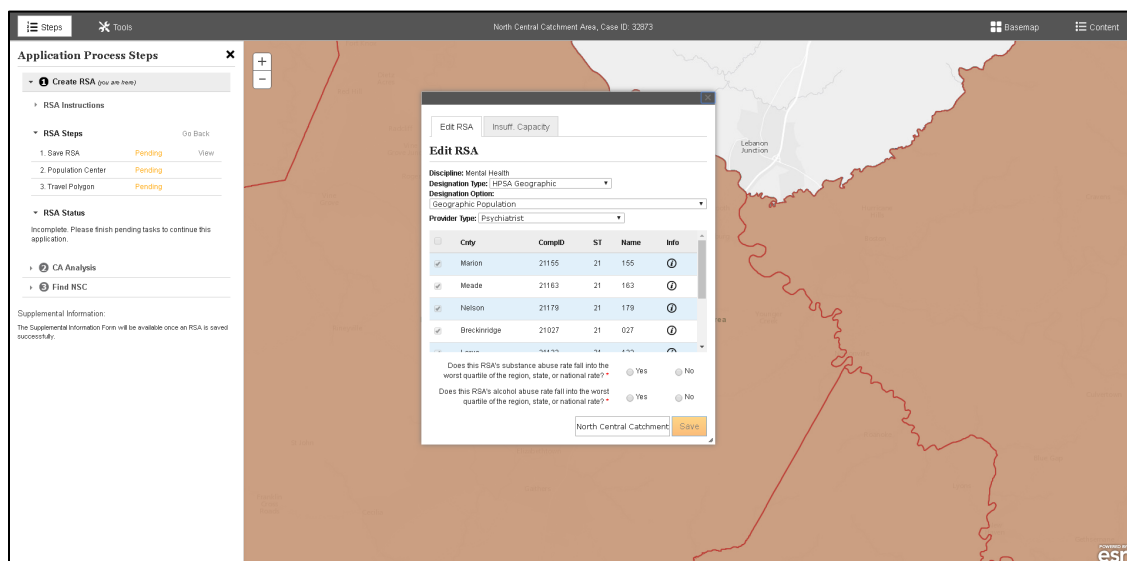 Steps
Tools
North Central Catchment Area, Case ID: 32873
Basemap
Content
Application Process Steps
1 Create RSA (you are here)
RSA Instructions
RSA Steps Go Back
1. Save RSA Pending View
2. Population Center Pending
3. Travel Polygon Pending
RSA Status
Incomplete. Please finish pending tasks to continue this
application.
2 CA Analysis
3 Find NSC
Supplemental Information:
The Supplemental Information Form will be available once an RSA is saved
successfully.
+
−
Edit RSA Insuff. Capacity
Edit RSA
Discipline: Mental Health
Designation Type: HPSA Geographic
Designation Option:
Geographic Population
Provider Type: Psychiatrist
Cnty CompID ST Name Info
Marion 21155 21 155
Meade 21163 21 163
Nelson 21179 21 179
Breckinridge 21027 21 027
Does this RSA's substance abuse rate fall into the
worst quartile of the region, state, or national rate? * Yes No
Does this RSA's alcohol abuse rate fall into the worst
quartile of the region, state, or national rate? * Yes No
North Central Catchment Save
Lebanon
Junction
POWERED BY
esri